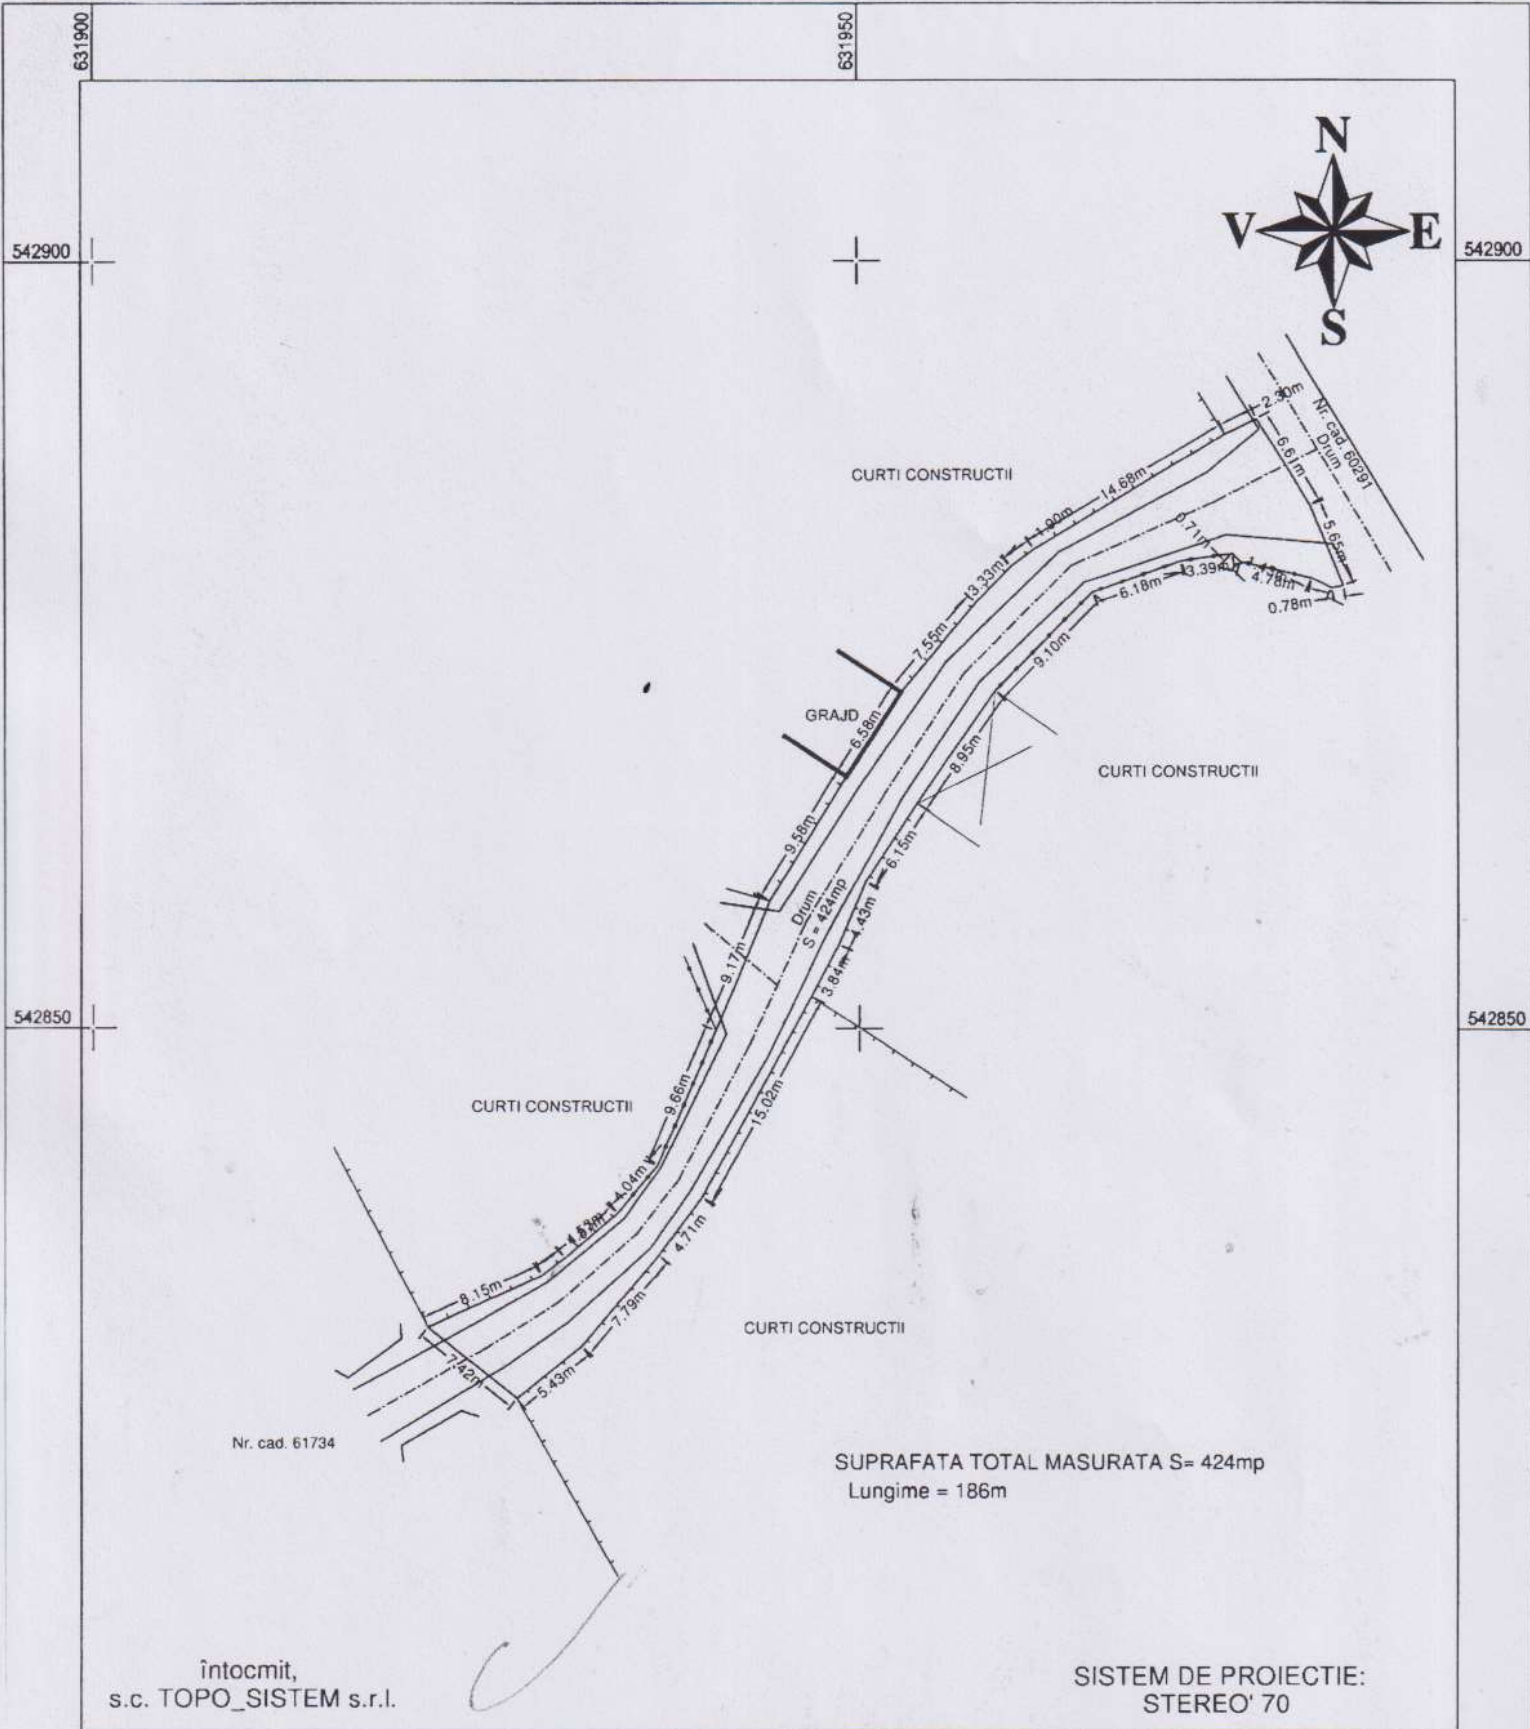 631900
631950
N
V E
S
542900
542900
2.30m
Nr. cad. 60291
Drum
6.61m
5.65m
CURTI CONSTRUCTII
14.68m
1.90m
0.71m
3.33m
3.39m
4.78m
6.18m
0.78m
7.55m
9.10m
GRAJD
6.58m
8.95m
CURTI CONSTRUCTII
9.58m
6.15m
Drum
S = 424mp
4.43m
9.17m
3.84m
542850
542850
9.66m
15.02m
CURTI CONSTRUCTII
4.04m
4.71m
8.15m
7.79m
CURTI CONSTRUCTII
7.42m
5.43m
Nr. cad. 61734
SUPRAFATA TOTAL MASURATA S= 424mp
Lungime = 186m
întocmit,
s.c. TOPO_SISTEM s.r.l.
SISTEM DE PROIECTIE:
STEREO' 70